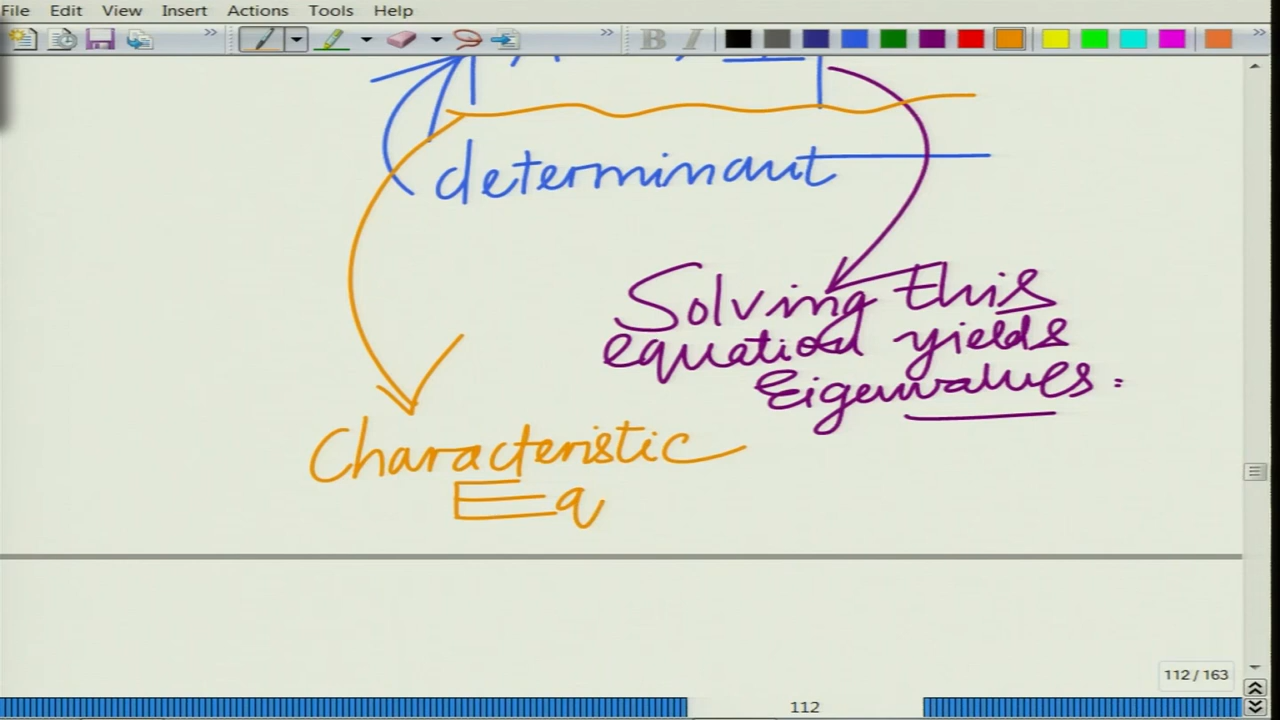 File Edit View Insert Actions Tools Help
B I
determinant
Solving this
equation yields
Eigenvalues:
Characteristic
Eq
112 / 163
112